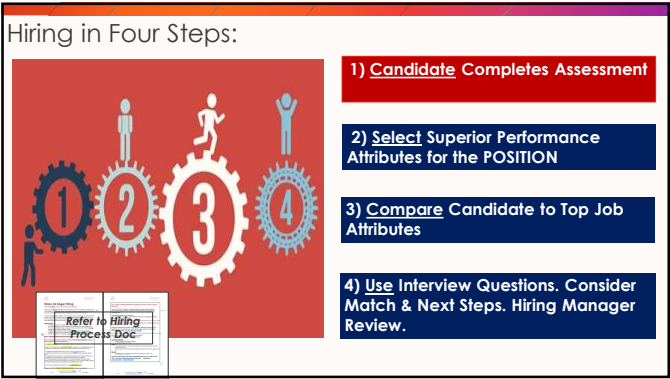 Hiring in Four Steps:
1) Candidate Completes Assessment
2) Select Superior Performance
Attributes for the POSITION
3) Compare Candidate to Top Job
Attributes
4) Use Interview Questions. Consider
Match & Next Steps. Hiring Manager
Review.
1
2
3
4
Refer to Hiring
Process Doc